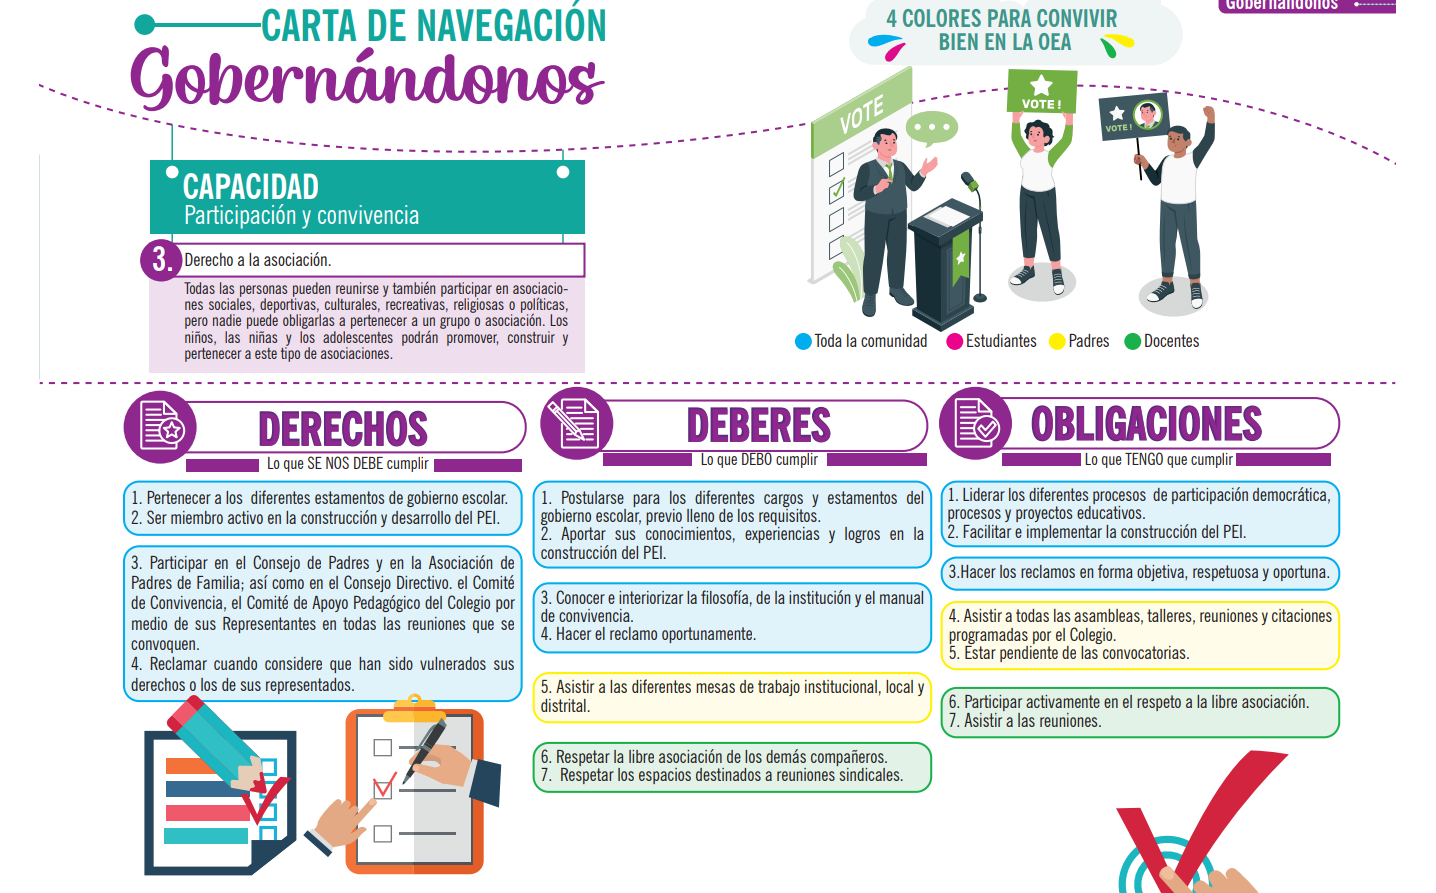 CARTA DE NAVEGACIÓN
Gobernándonos
4 COLORES PARA CONVIVIR
BIEN EN LA OEA
Gobernándonos
VOTE
VOTE !
VOTE !
CAPACIDAD
Participación y convivencia
3. Derecho a la asociación.
Todas las personas pueden reunirse y también participar en asociacio-
nes sociales, deportivas, culturales, recreativas, religiosas o políticas,
pero nadie puede obligarlas a pertenecer a un grupo o asociación. Los
niños, las niñas y los adolescentes podrán promover, construir y
pertenecer a este tipo de asociaciones.
Toda la comunidad Estudiantes Padres Docentes
DERECHOS
Lo que SE NOS DEBE cumplir
1. Pertenecer a los diferentes estamentos de gobierno escolar.
2. Ser miembro activo en la construcción y desarrollo del PEI.
3. Participar en el Consejo de Padres y en la Asociación de
Padres de Familia; así como en el Consejo Directivo. el Comité
de Convivencia, el Comité de Apoyo Pedagógico del Colegio por
medio de sus Representantes en todas las reuniones que se
convoquen.
4. Reclamar cuando considere que han sido vulnerados sus
derechos o los de sus representados.
DEBERES
Lo que DEBO cumplir
1. Postularse para los diferentes cargos y estamentos del
gobierno escolar, previo lleno de los requisitos.
2. Aportar sus conocimientos, experiencias y logros en la
construcción del PEI.
3. Conocer e interiorizar la filosofía, de la institución y el manual
de convivencia.
4. Hacer el reclamo oportunamente.
5. Asistir a las diferentes mesas de trabajo institucional, local y
distrital.
6. Respetar la libre asociación de los demás compañeros.
7. Respetar los espacios destinados a reuniones sindicales.
OBLIGACIONES
Lo que TENGO que cumplir
1. Liderar los diferentes procesos de participación democrática,
procesos y proyectos educativos.
2. Facilitar e implementar la construcción del PEI.
3.Hacer los reclamos en forma objetiva, respetuosa y oportuna.
4. Asistir a todas las asambleas, talleres, reuniones y citaciones
programadas por el Colegio.
5. Estar pendiente de las convocatorias.
6. Participar activamente en el respeto a la libre asociación.
7. Asistir a las reuniones.